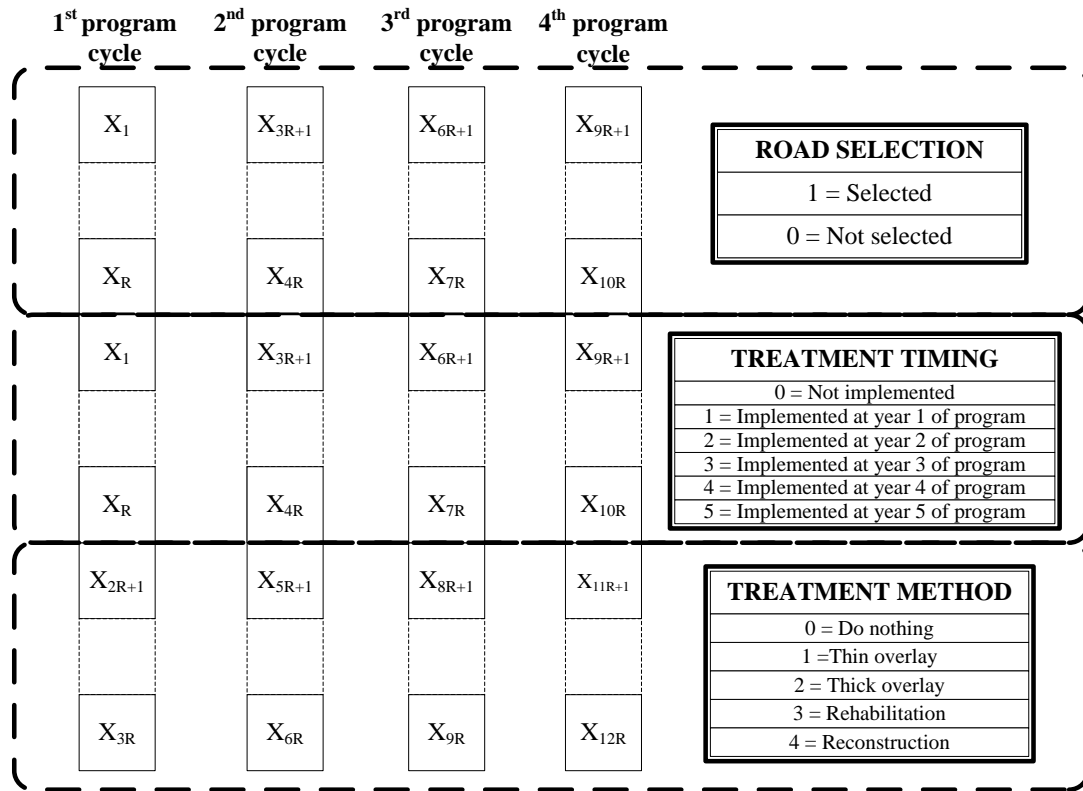 1st program cycle
2nd program cycle
3rd program cycle
4th program cycle
X1 X3R+1 X6R+1 X9R+1
XR X4R X7R X10R
ROAD SELECTION
1 = Selected
0 = Not selected
X1 X3R+1 X6R+1 X9R+1
XR X4R X7R X10R
TREATMENT TIMING
0 = Not implemented
1 = Implemented at year 1 of program
2 = Implemented at year 2 of program
3 = Implemented at year 3 of program
4 = Implemented at year 4 of program
5 = Implemented at year 5 of program
X2R+1 X5R+1 X8R+1 X11R+1
X3R X6R X9R X12R
TREATMENT METHOD
0 = Do nothing
1 =Thin overlay
2 = Thick overlay
3 = Rehabilitation
4 = Reconstruction